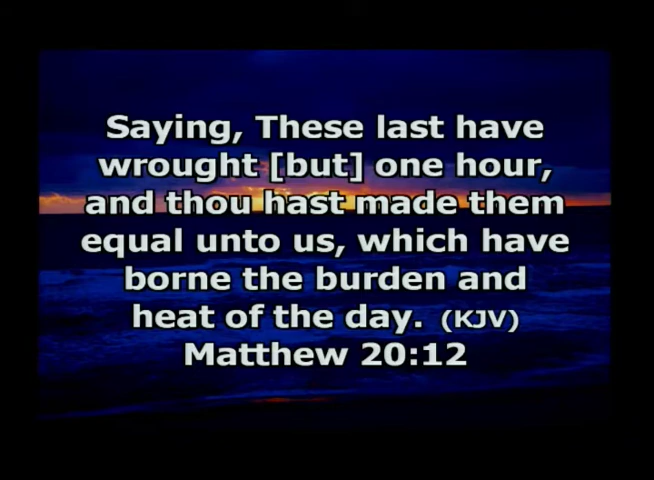 Saying, These last have
wrought [but] one hour,
and thou hast made them
equal unto us, which have
borne the burden and
heat of the day. (KJV)
Matthew 20:12